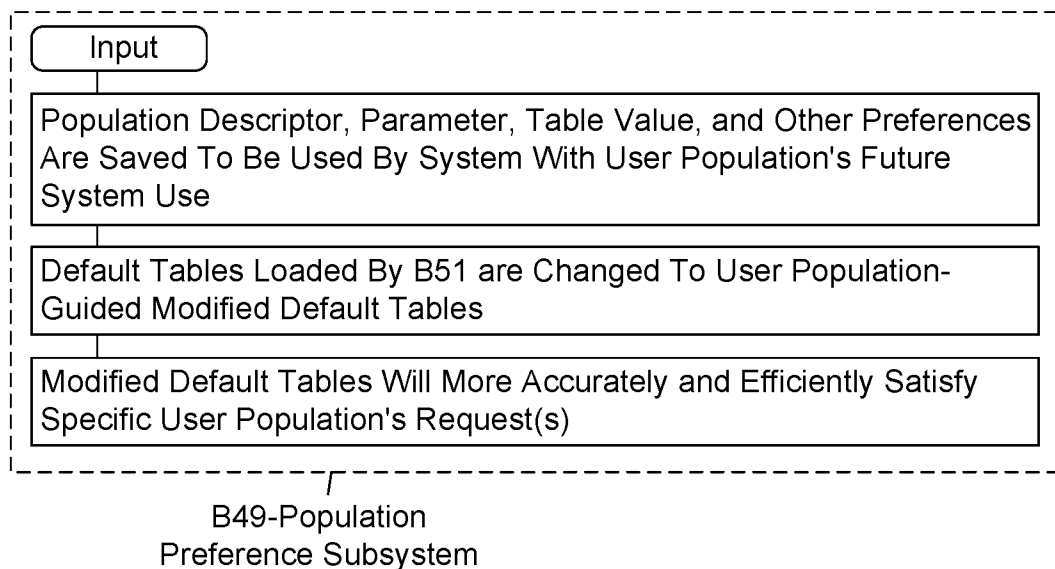 Input
Population Descriptor, Parameter, Table Value, and Other Preferences
Are Saved To Be Used By System With User Population's Future
System Use
Default Tables Loaded By B51 are Changed To User Population-
Guided Modified Default Tables
Modified Default Tables Will More Accurately and Efficiently Satisfy
Specific User Population's Request(s)
B49-Population
Preference Subsystem